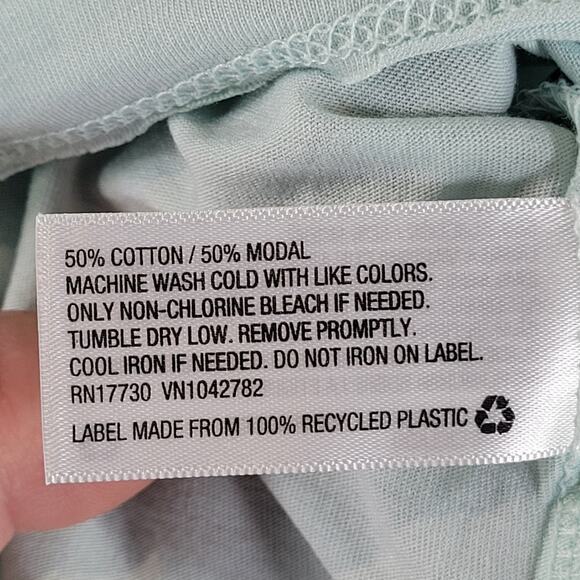 50% COTTON / 50% MODAL
MACHINE WASH COLD WITH LIKE COLORS.
ONLY NON-CHLORINE BLEACH IF NEEDED.
TUMBLE DRY LOW. REMOVE PROMPTLY.
COOL IRON IF NEEDED. DO NOT IRON ON LABEL.
RN17730 VN1042782
LABEL MADE FROM 100% RECYCLED PLASTIC